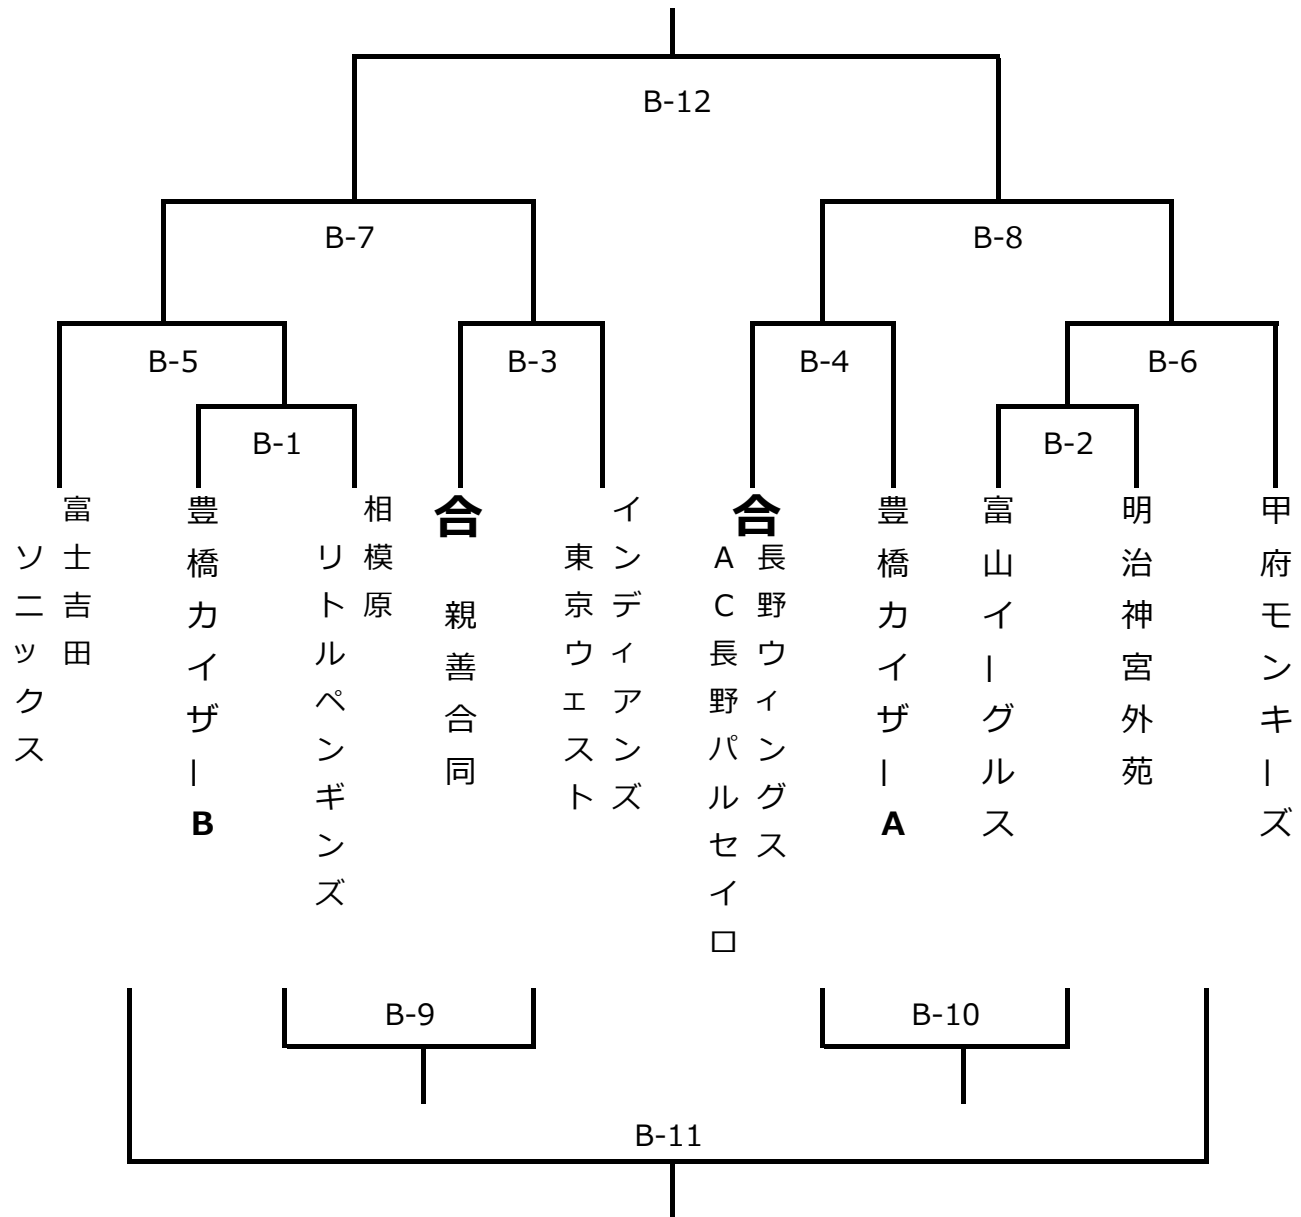 B-12
B-7
B-8
B-5
B-3
B-4
B-6
B-1
B-2
富士吉田
ソニックス
豊橋カイザーB
相模原
リトルペンギンズ
合 親善合同
インディアンズ
東京ウェスト
合
長野ウィングス
AC長野パルセイロ
豊橋カイザーA
富山イーグルス
明治神宮外苑
甲府モンキーズ
B-9
B-10
B-11